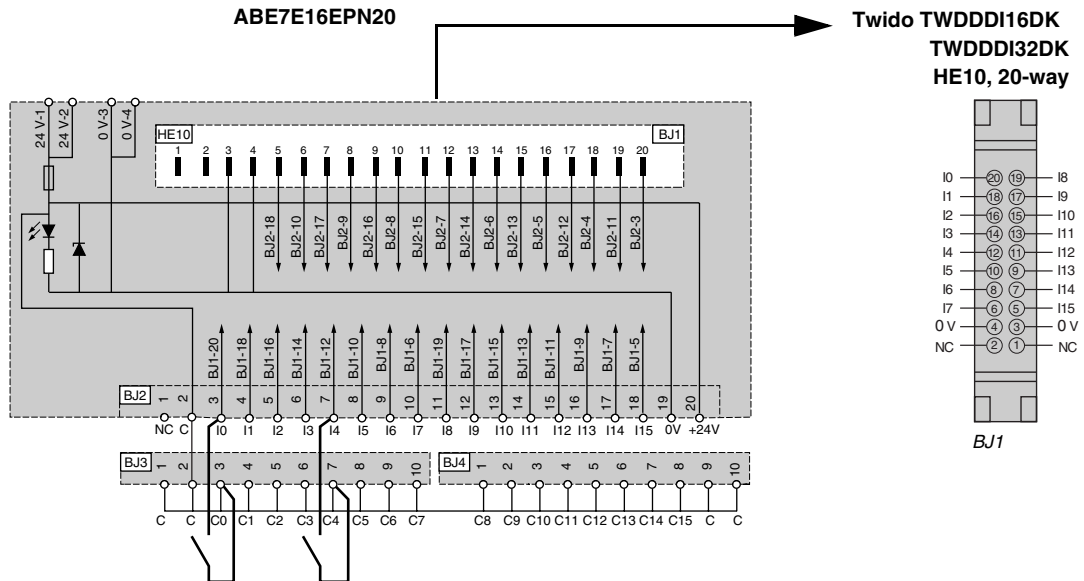 ABE7E16EPN20
Twido TWDDDI16DK
TWDDDI32DK
HE10, 20-way
24 V-1
24 V-2
0 V-3
0 V-4
HE10
BJ1
1 2 3 4 5 6 7 8 9 10 11 12 13 14 15 16 17 18 19 20
BJ2-18 BJ2-10 BJ2-17 BJ2-9 BJ2-16 BJ2-8 BJ2-15 BJ2-7 BJ2-14 BJ2-6 BJ2-13 BJ2-5 BJ2-12 BJ2-4 BJ2-11 BJ2-3
BJ1-20 BJ1-18 BJ1-16 BJ1-14 BJ1-12 BJ1-10 BJ1-8 BJ1-6 BJ1-19 BJ1-17 BJ1-15 BJ1-13 BJ1-11 BJ1-9 BJ1-7 BJ1-5
BJ2
1 2 3 4 5 6 7 8 9 10 11 12 13 14 15 16 17 18 19 20
NC C I0 I1 I2 I3 I4 I5 I6 I7 I8 I9 I10 I11 I12 I13 I14 I15 0V +24V
BJ3 1 2 3 4 5 6 7 8 9 10
BJ4 1 2 3 4 5 6 7 8 9 10
C C C0 C1 C2 C3 C4 C5 C6 C7 C8 C9 C10 C11 C12 C13 C14 C15 C C
I0 20 19 I8
I1 18 17 I9
I2 16 15 I10
I3 14 13 I11
I4 12 11 I12
I5 10 9 I13
I6 8 7 I14
I7 6 5 I15
0 V 4 3 0 V
NC 2 1 NC
BJ1